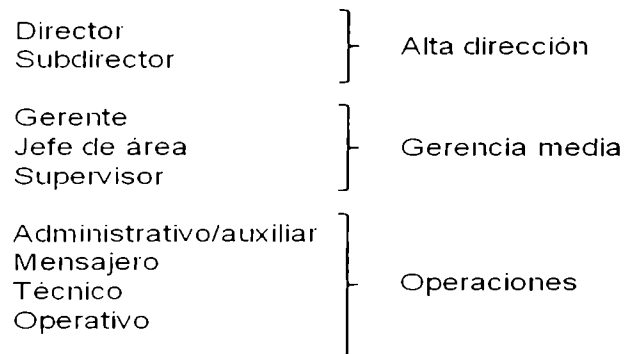 Director
Subdirector
Alta dirección
Gerente
Jefe de área
Supervisor
Gerencia media
Administrativo/auxiliar
Mensajero
Técnico
Operativo
Operaciones